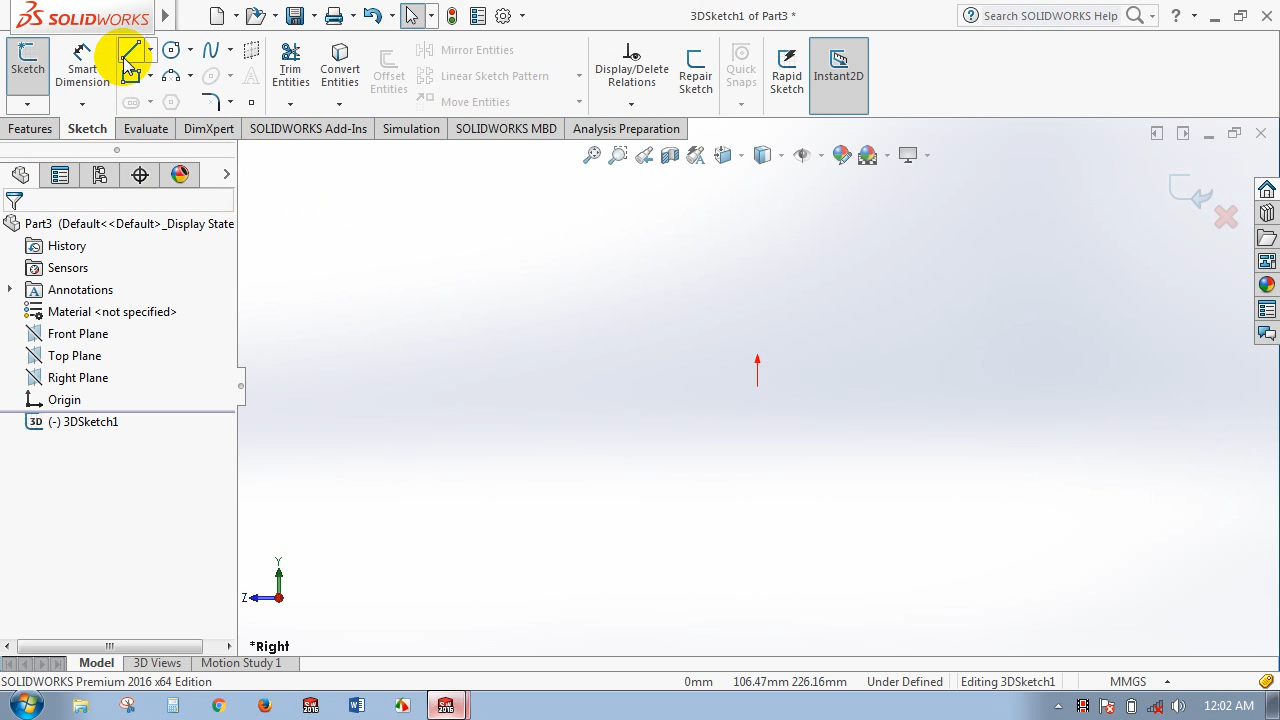 SOLIDWORKS
3DSketch1 of Part3 *
Search SOLIDWORKS Help
?
Sketch
Smart Dimension
Trim Entities
Convert Entities
Offset Entities
Mirror Entities
Linear Sketch Pattern
Move Entities
Display/Delete Relations
Repair Sketch
Quick Snaps
Rapid Sketch
Instant2D
Features
Sketch
Evaluate
DimXpert
SOLIDWORKS Add-Ins
Simulation
SOLIDWORKS MBD
Analysis Preparation
Part3 (Default<<Default>_Display State
History
Sensors
Annotations
Material <not specified>
Front Plane
Top Plane
Right Plane
Origin
3D (-) 3DSketch1
Y
Z
*Right
Model
3D Views
Motion Study 1
SOLIDWORKS Premium 2016 x64 Edition
0mm
106.47mm 226.16mm
Under Defined
Editing 3DSketch1
MMGS
12:02 AM